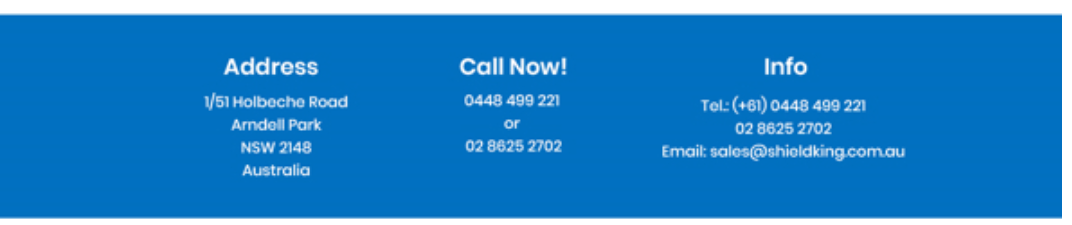 Address
1/51 Holbeche Road
Arndell Park
NSW 2148
Australia
Call Now!
0448 499 221
or
02 8625 2702
Info
Tel.: (+61) 0448 499 221
02 8625 2702
Email: sales@shieldking.com.au